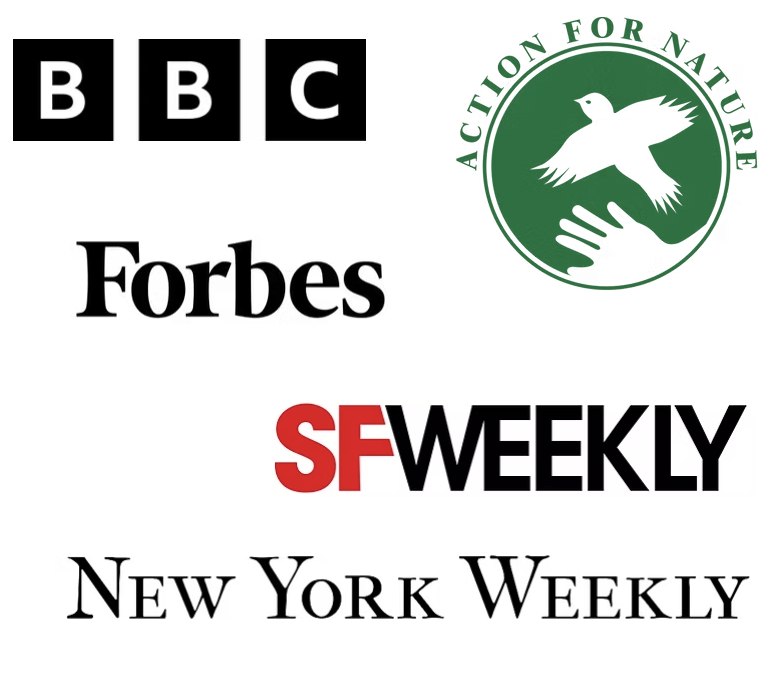 BBC
ACTION FOR NATURE
Forbes
SFWEEKLY
NEW YORK WEEKLY